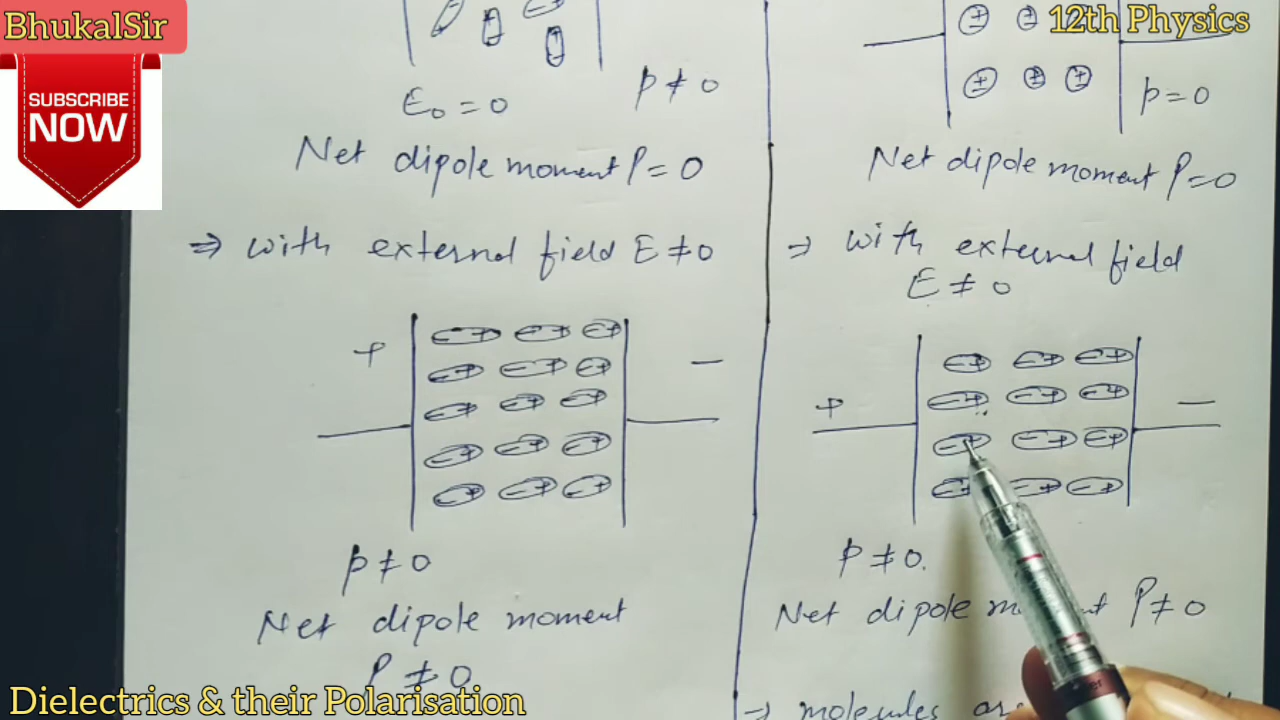 BhukalSir
SUBSCRIBE
NOW
12th Physics
E₀ = 0
p ≠ 0
Net dipole moment P = 0
⇒ with external field E ≠ 0
+
−
p ≠ 0
Net dipole moment
P ≠ 0
p = 0
Net dipole moment P = 0
⇒ with external field
E ≠ 0
+
−
p ≠ 0.
Net dipole P ≠ 0
→ molecules
Dielectrics & their Polarisation